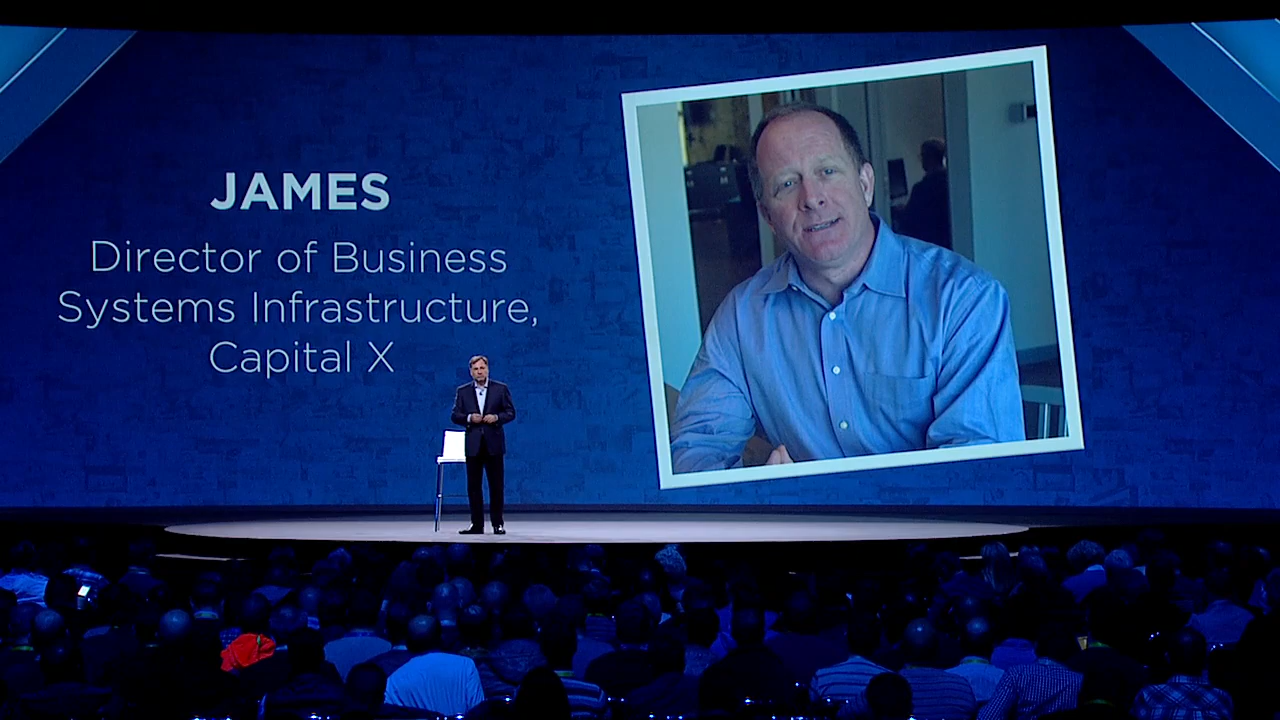 JAMES
Director of Business
Systems Infrastructure,
Capital X